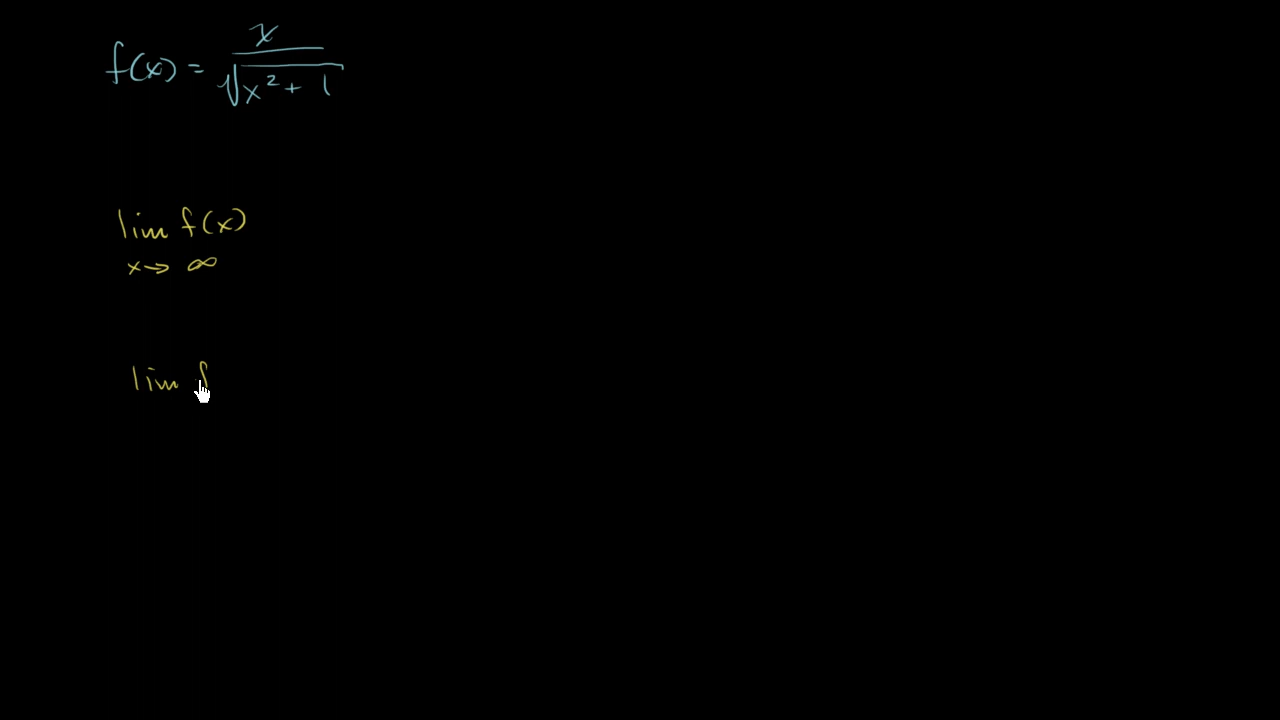 f(x) = x / √(x² + 1)
lim f(x)
x → ∞
lim f